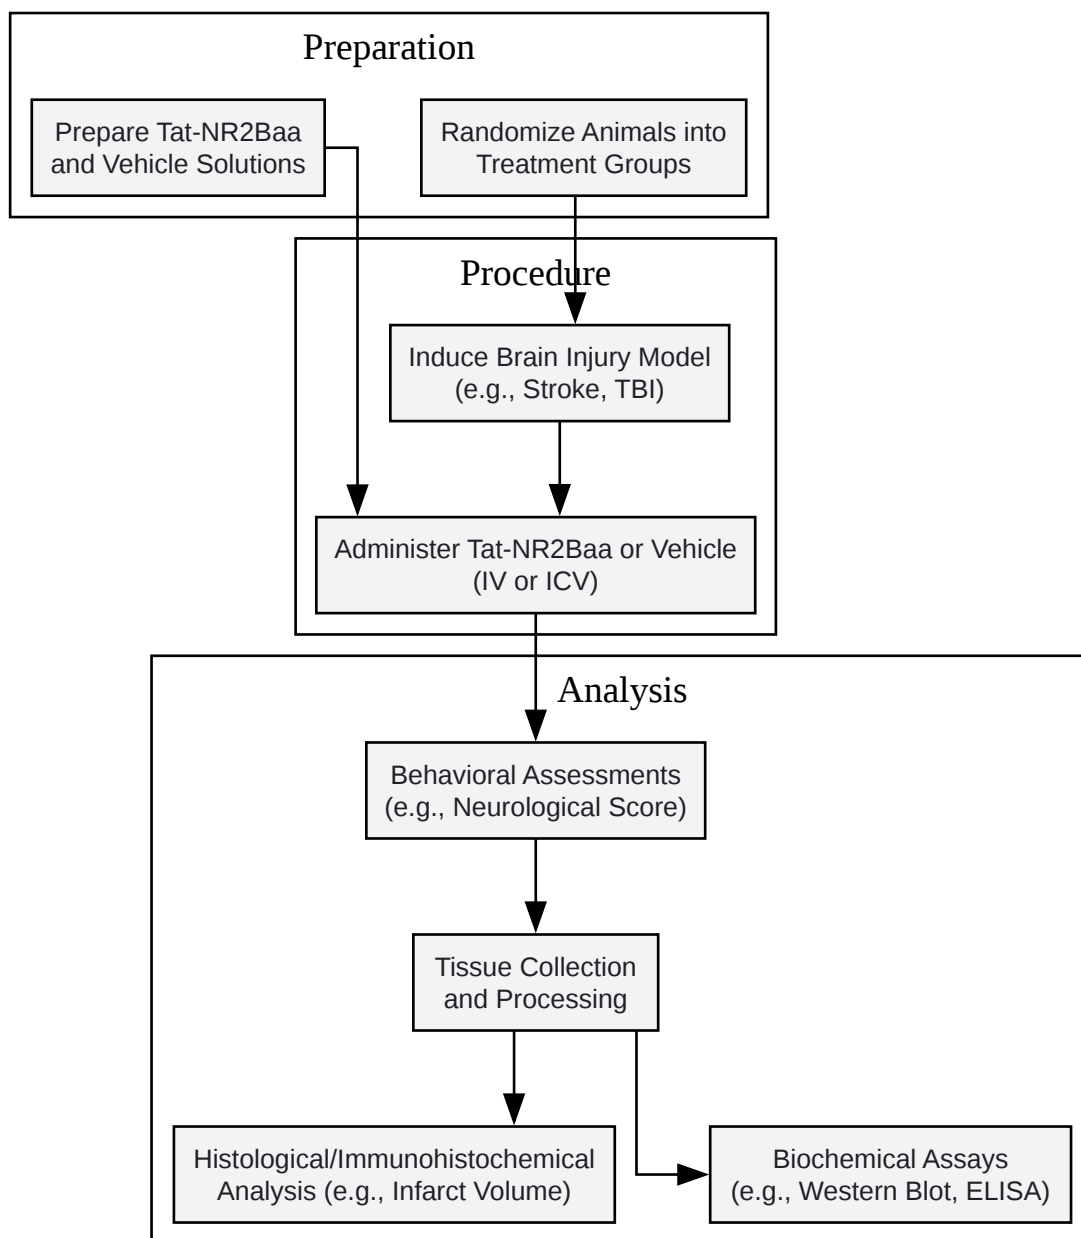 Preparation
Prepare Tat-NR2Baa
and Vehicle Solutions
Randomize Animals into
Treatment Groups
Procedure
Induce Brain Injury Model
(e.g., Stroke, TBI)
Administer Tat-NR2Baa or Vehicle
(IV or ICV)
Analysis
Behavioral Assessments
(e.g., Neurological Score)
Tissue Collection
and Processing
Histological/Immunohistochemical
Analysis (e.g., Infarct Volume)
Biochemical Assays
(e.g., Western Blot, ELISA)